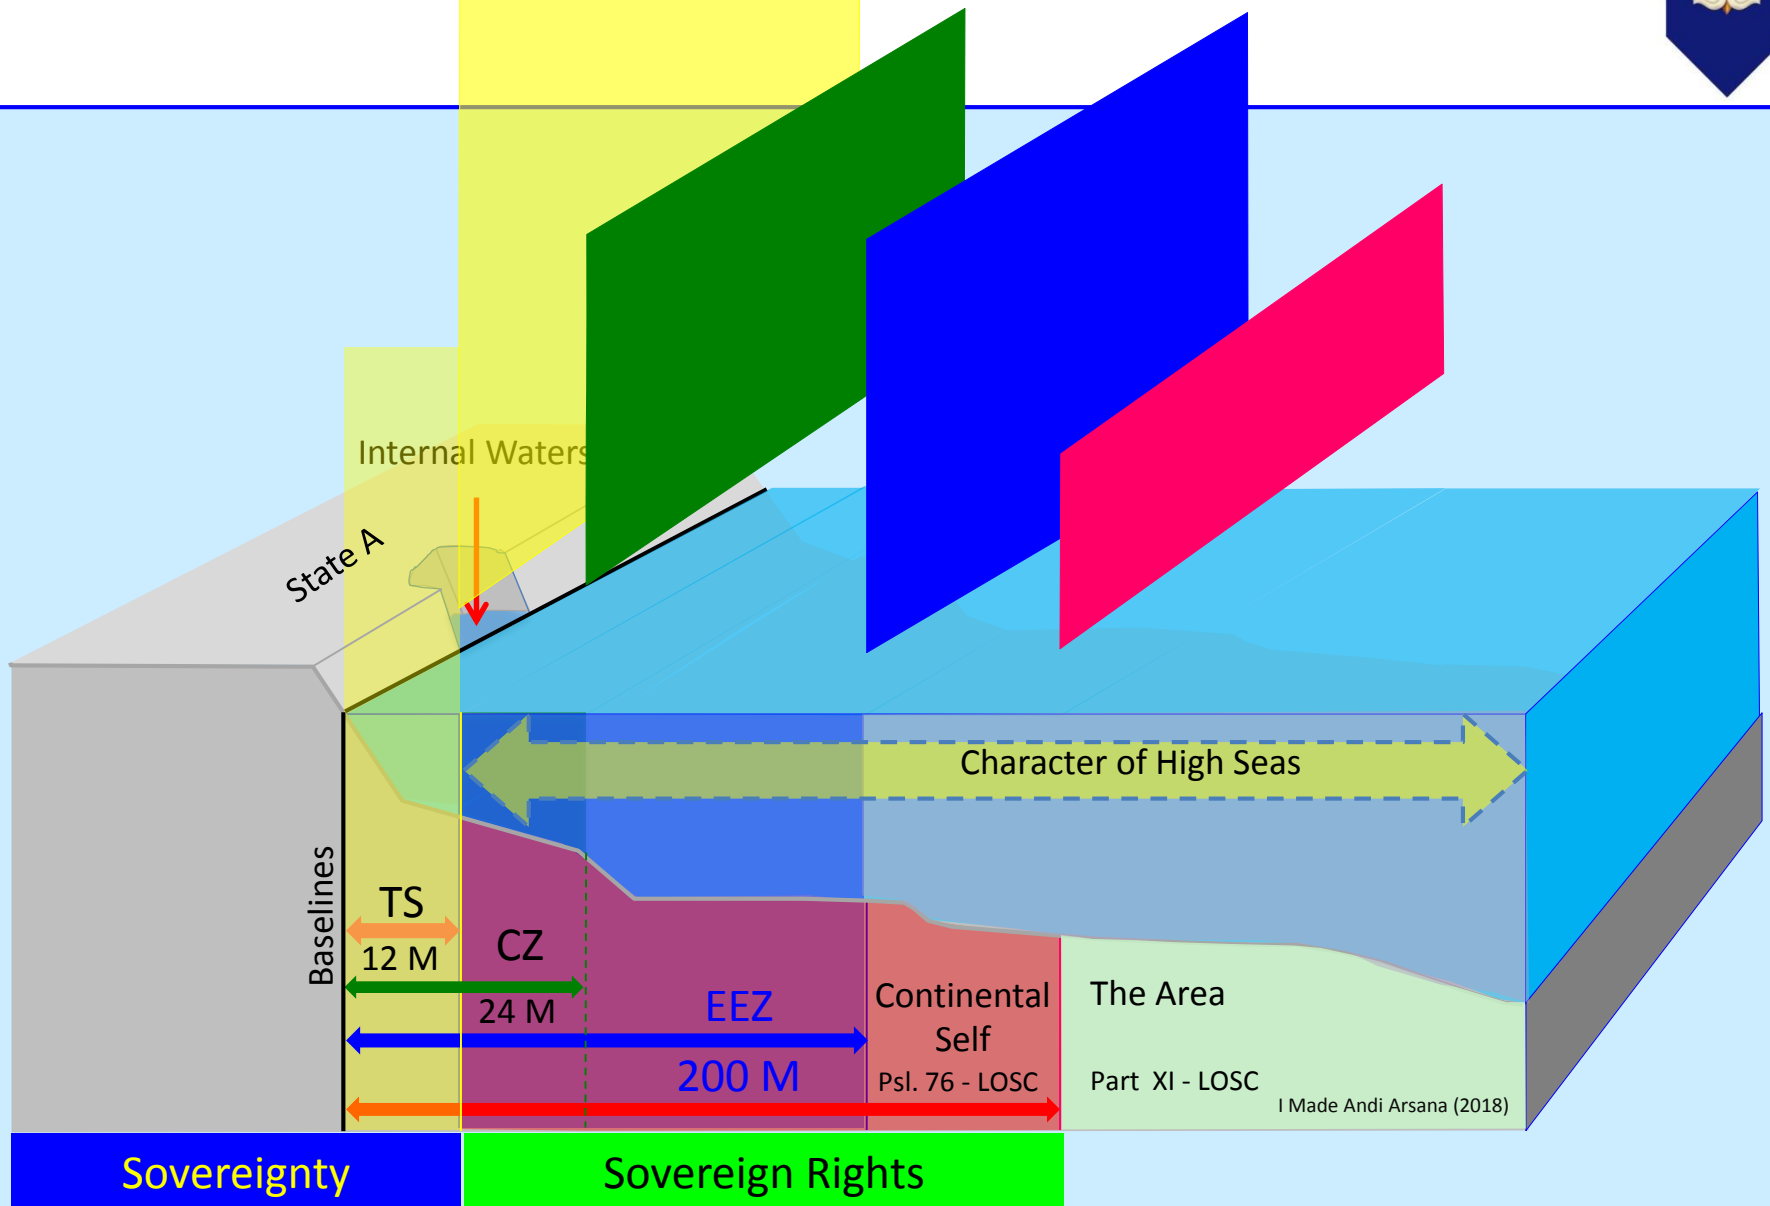 Internal Waters
State A
Character of High Seas
Baselines
TS
12 M
CZ
24 M
EEZ
200 M
Continental
Self
Psl. 76 - LOSC
The Area
Part XI - LOSC
I Made Andi Arsana (2018)
Sovereignty
Sovereign Rights